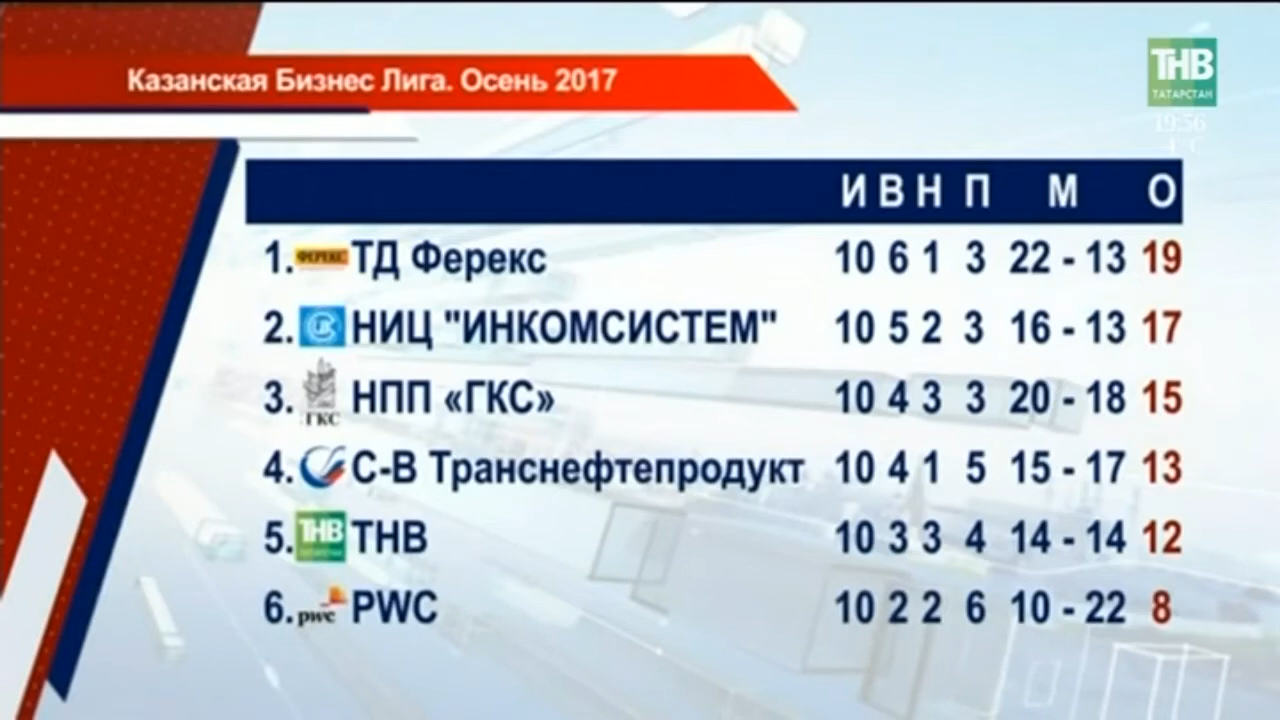 Казанская Бизнес Лига. Осень 2017
ТНВ
ТАТАРСТАН
19:56
И В Н П М О
1. ФЕРЕКС ТД Ферекс 10 6 1 3 22 - 13 19
2. НИЦ "ИНКОМСИСТЕМ" 10 5 2 3 16 - 13 17
3. ГКС НПП «ГКС» 10 4 3 3 20 - 18 15
4. С-В Транснефтепродукт 10 4 1 5 15 - 17 13
5. ТНВ ТНВ 10 3 3 4 14 - 14 12
6. pwc PWC 10 2 2 6 10 - 22 8